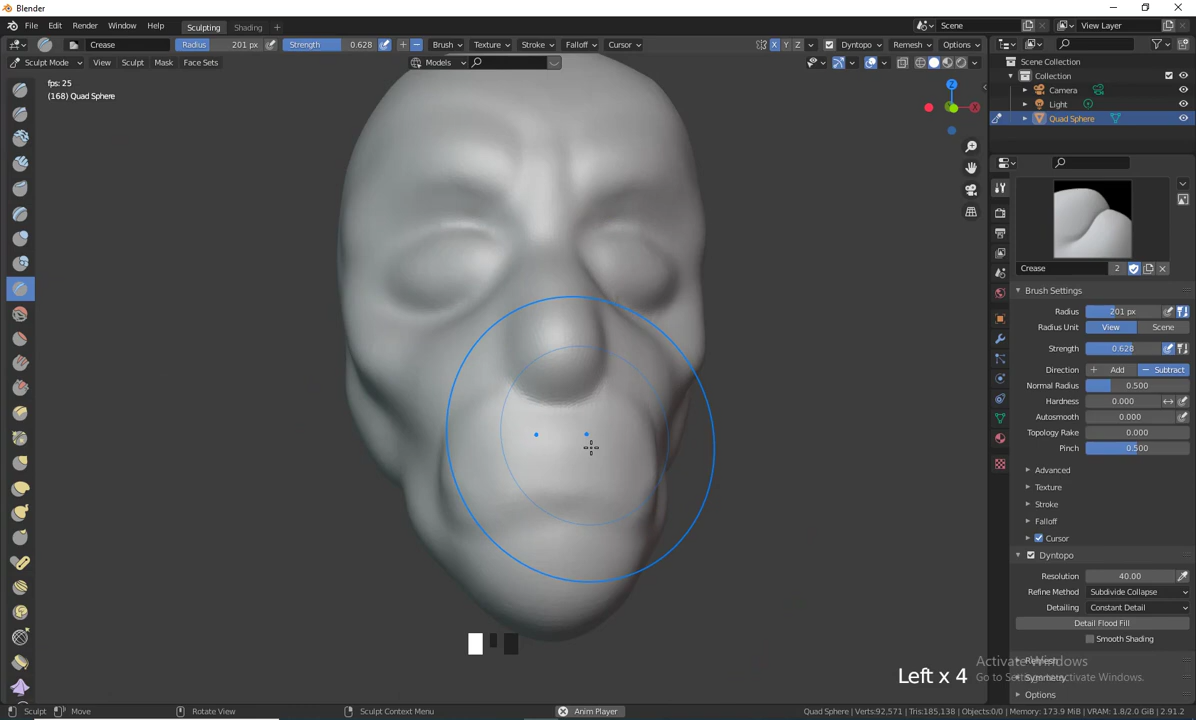 Blender
File Edit Render Window Help Sculpting Shading + Scene View Layer
Crease Radius 201 px Strength 0.628 + − Brush Texture Stroke Falloff Cursor X Y Z Dyntopo Remesh Options
Sculpt Mode View Sculpt Mask Face Sets Models
fps: 25
(168) Quad Sphere
Z
X
Scene Collection
Collection
Camera
Light
Quad Sphere
Crease 2
Brush Settings
Radius 201 px
Radius Unit View Scene
Strength 0.628
Direction + Add − Subtract
Normal Radius 0.500
Hardness 0.000
Autosmooth 0.000
Topology Rake 0.000
Pinch 0.500
Advanced
Texture
Stroke
Falloff
Cursor
Dyntopo
Resolution 40.00
Refine Method Subdivide Collapse
Detailing Constant Detail
Detail Flood Fill
Smooth Shading
Remesh
Symmetry
Options
Activate Windows
Go to Settings to activate Windows.
Left x 4
Sculpt Move Rotate View Sculpt Context Menu Anim Player Quad Sphere | Verts:92,571 | Tris:185,138 | Objects:0/0 | Memory: 173.9 MiB | VRAM: 1.8/2.0 GiB | 2.91.2